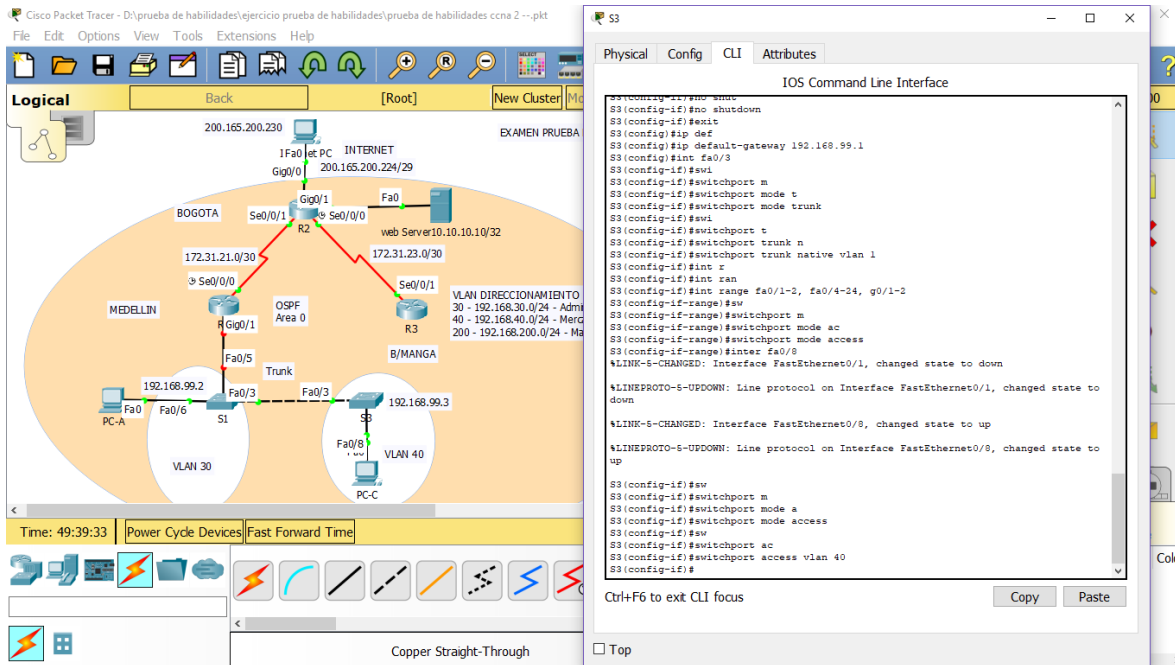 Cisco Packet Tracer - D:\prueba de habilidades\ejercicio prueba de habilidades\prueba de habilidades ccna 2 --.pkt
File Edit Options View Tools Extensions Help
Logical
Back
[Root]
New Cluster
200.165.200.230
EXAMEN PRUEBA
INTERNET
200.165.200.224/29
Gig0/0
BOGOTA
Gig0/1
Fa0
Se0/0/1
Se0/0/0
R2
web Server10.10.10.10/32
172.31.21.0/30
172.31.23.0/30
Se0/0/0
Se0/0/1
MEDELLIN
OSPF
Area 0
Gig0/1
R3
VLAN DIRECCIONAMIENTO
30 - 192.168.30.0/24 -
40 - 192.168.40.0/24 -
200 - 192.168.200.0/24 -
B/MANGA
Fa0/5
Trunk
192.168.99.2
Fa0/3
Fa0/3
192.168.99.3
Fa0
Fa0/6
PC-A
S1
S3
Fa0/8
VLAN 30
VLAN 40
PC-C
Time: 49:39:33
Power Cycle Devices
Fast Forward Time
Copper Straight-Through
S3
Physical Config CLI Attributes
IOS Command Line Interface
S3(config-if)#no shut
S3(config-if)#no shutdown
S3(config-if)#exit
S3(config)#ip def
S3(config)#ip default-gateway 192.168.99.1
S3(config)#int fa0/3
S3(config-if)#swi
S3(config-if)#switchport m
S3(config-if)#switchport mode t
S3(config-if)#switchport mode trunk
S3(config-if)#swi
S3(config-if)#switchport t
S3(config-if)#switchport trunk n
S3(config-if)#switchport trunk native vlan 1
S3(config-if)#int r
S3(config-if)#int ran
S3(config-if)#int range fa0/1-2, fa0/4-24, g0/1-2
S3(config-if-range)#sw
S3(config-if-range)#switchport m
S3(config-if-range)#switchport mode ac
S3(config-if-range)#switchport mode access
S3(config-if-range)#inter fa0/8
%LINK-5-CHANGED: Interface FastEthernet0/1, changed state to down
%LINEPROTO-5-UPDOWN: Line protocol on Interface FastEthernet0/1, changed state to
down
%LINK-5-CHANGED: Interface FastEthernet0/8, changed state to up
%LINEPROTO-5-UPDOWN: Line protocol on Interface FastEthernet0/8, changed state to
up
S3(config-if)#sw
S3(config-if)#switchport m
S3(config-if)#switchport mode a
S3(config-if)#switchport mode access
S3(config-if)#sw
S3(config-if)#switchport ac
S3(config-if)#switchport access vlan 40
S3(config-if)#
Ctrl+F6 to exit CLI focus
Copy
Paste
Top